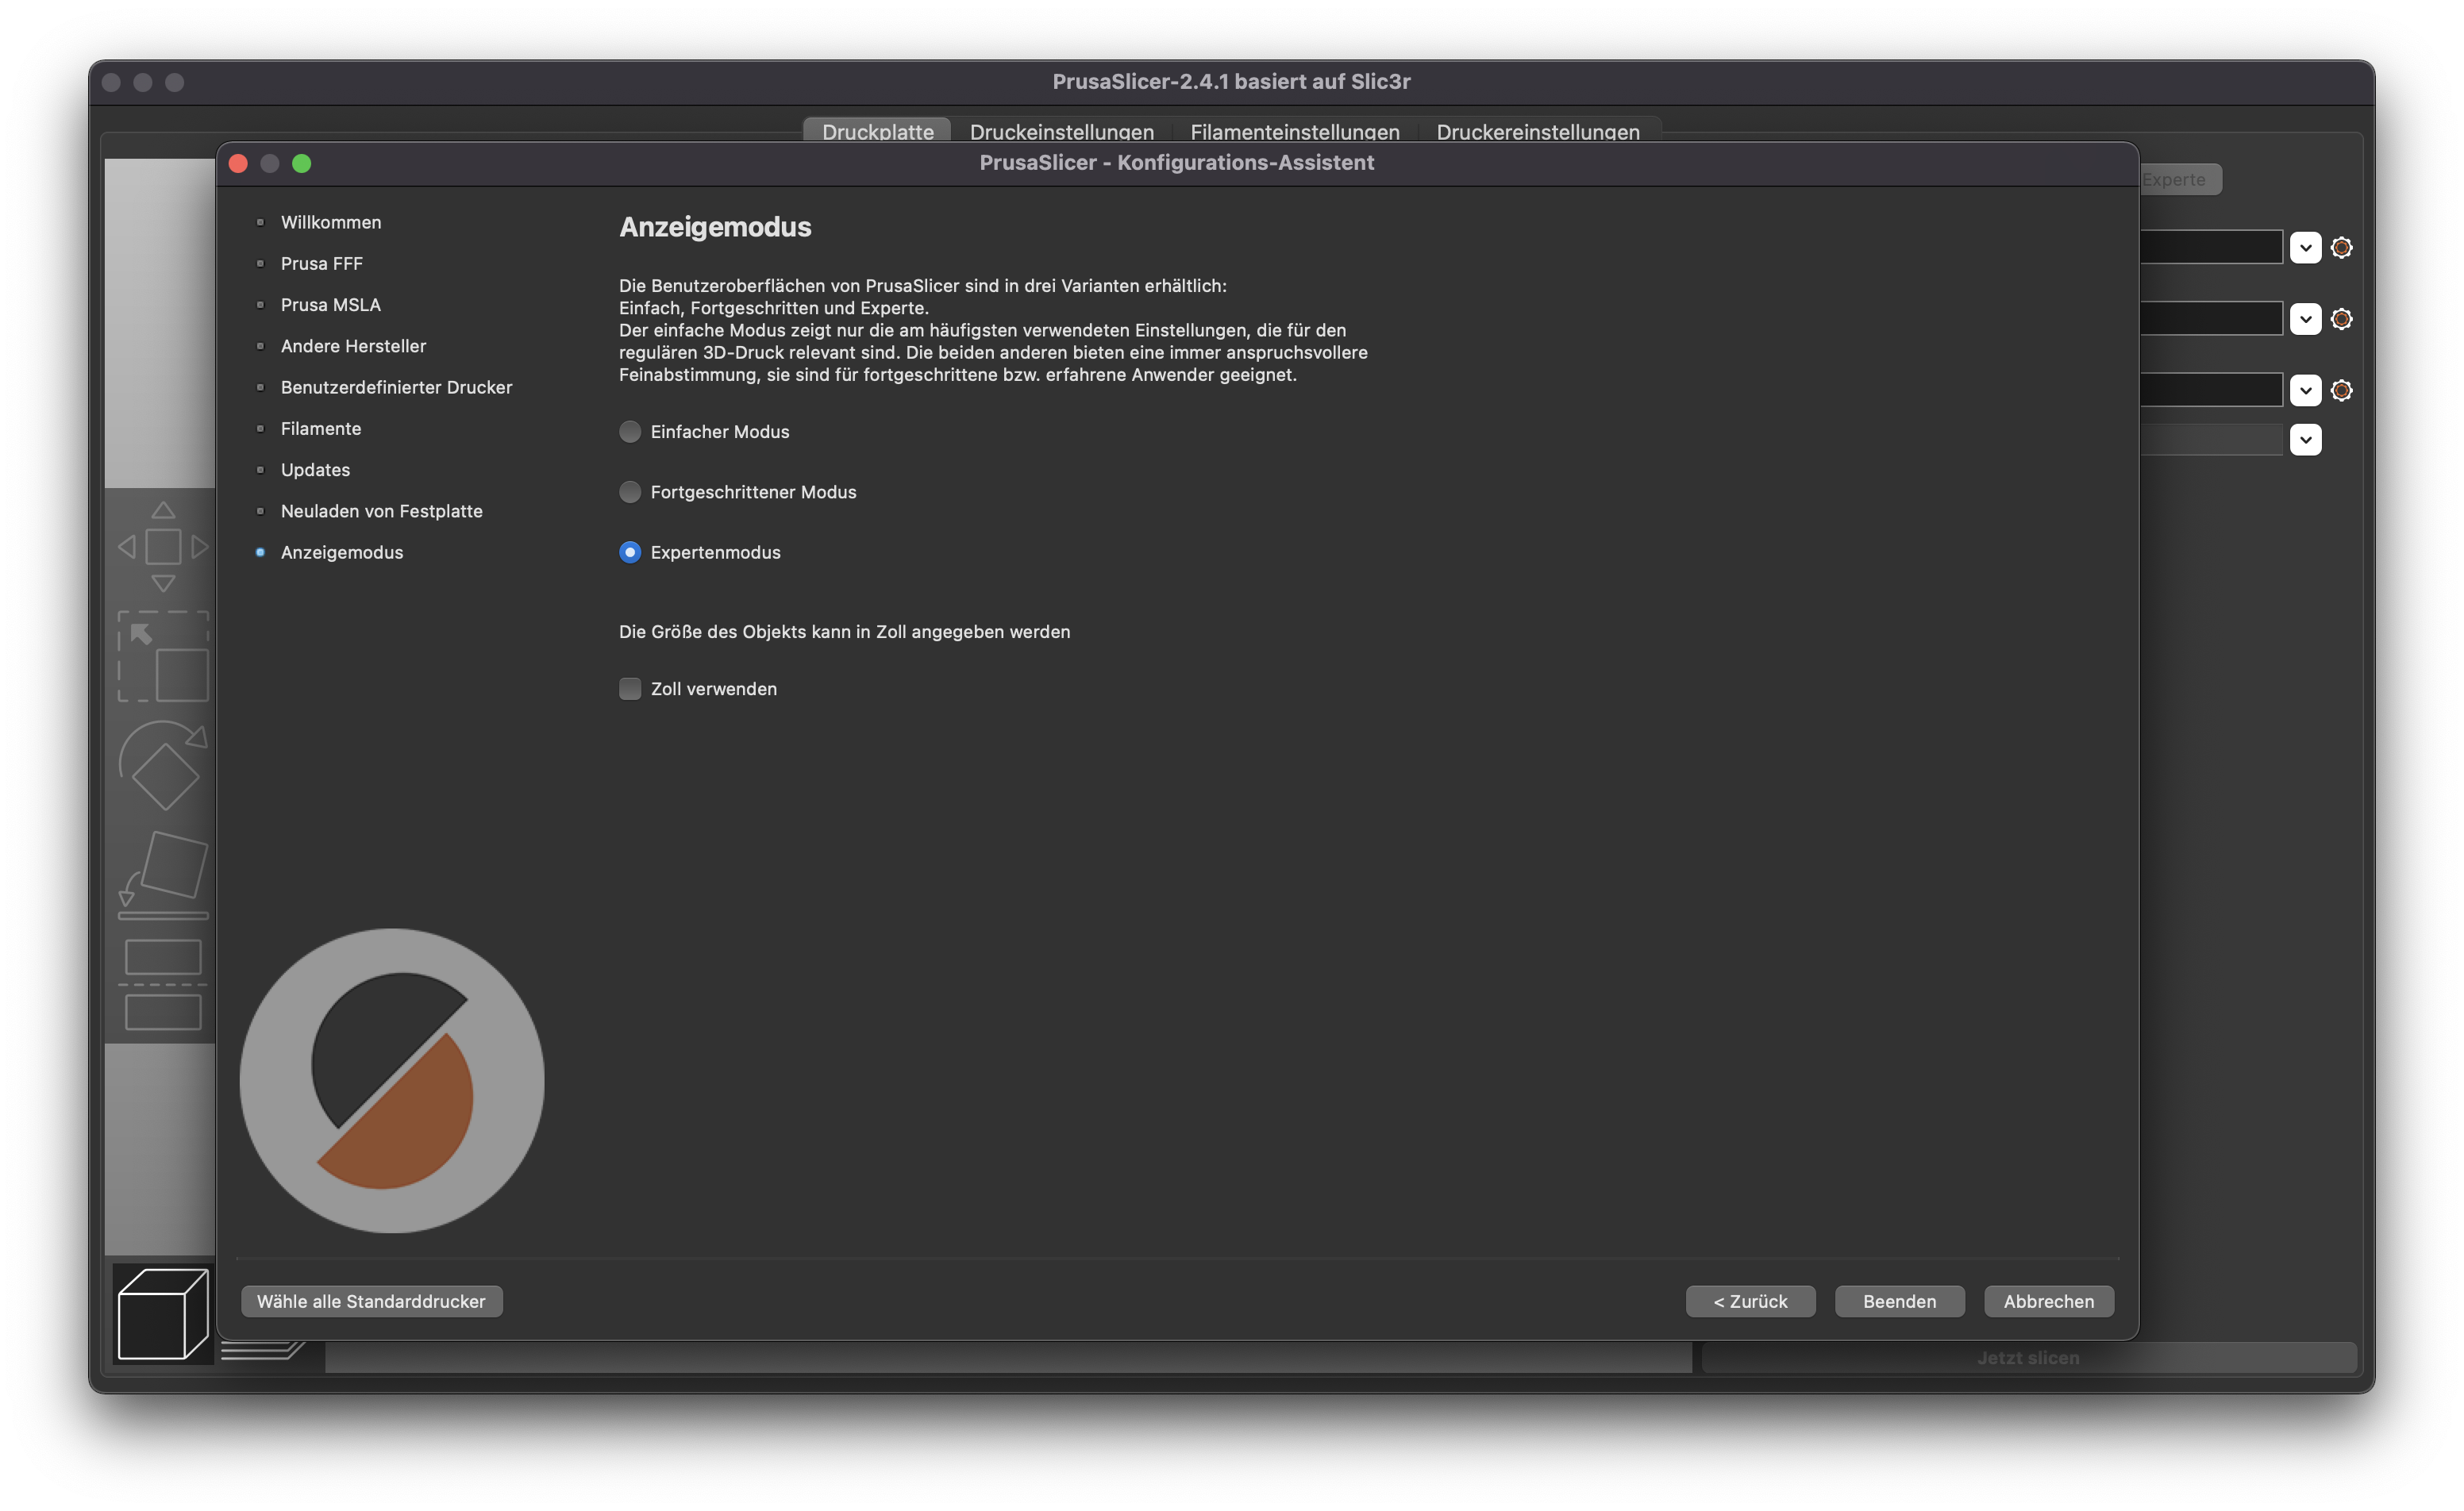 PrusaSlicer-2.4.1 basiert auf Slic3r
Druckplatte
Druckeinstellungen
Filamenteinstellungen
Druckereinstellungen
PrusaSlicer - Konfigurations-Assistent
Experte
Willkommen
Prusa FFF
Prusa MSLA
Andere Hersteller
Benutzerdefinierter Drucker
Filamente
Updates
Neuladen von Festplatte
Anzeigemodus
Anzeigemodus
Die Benutzeroberflächen von PrusaSlicer sind in drei Varianten erhältlich:
Einfach, Fortgeschritten und Experte.
Der einfache Modus zeigt nur die am häufigsten verwendeten Einstellungen, die für den
regulären 3D-Druck relevant sind. Die beiden anderen bieten eine immer anspruchsvollere
Feinabstimmung, sie sind für fortgeschrittene bzw. erfahrene Anwender geeignet.
Einfacher Modus
Fortgeschrittener Modus
Expertenmodus
Die Größe des Objekts kann in Zoll angegeben werden
Zoll verwenden
Wähle alle Standarddrucker
< Zurück
Beenden
Abbrechen
Jetzt slicen